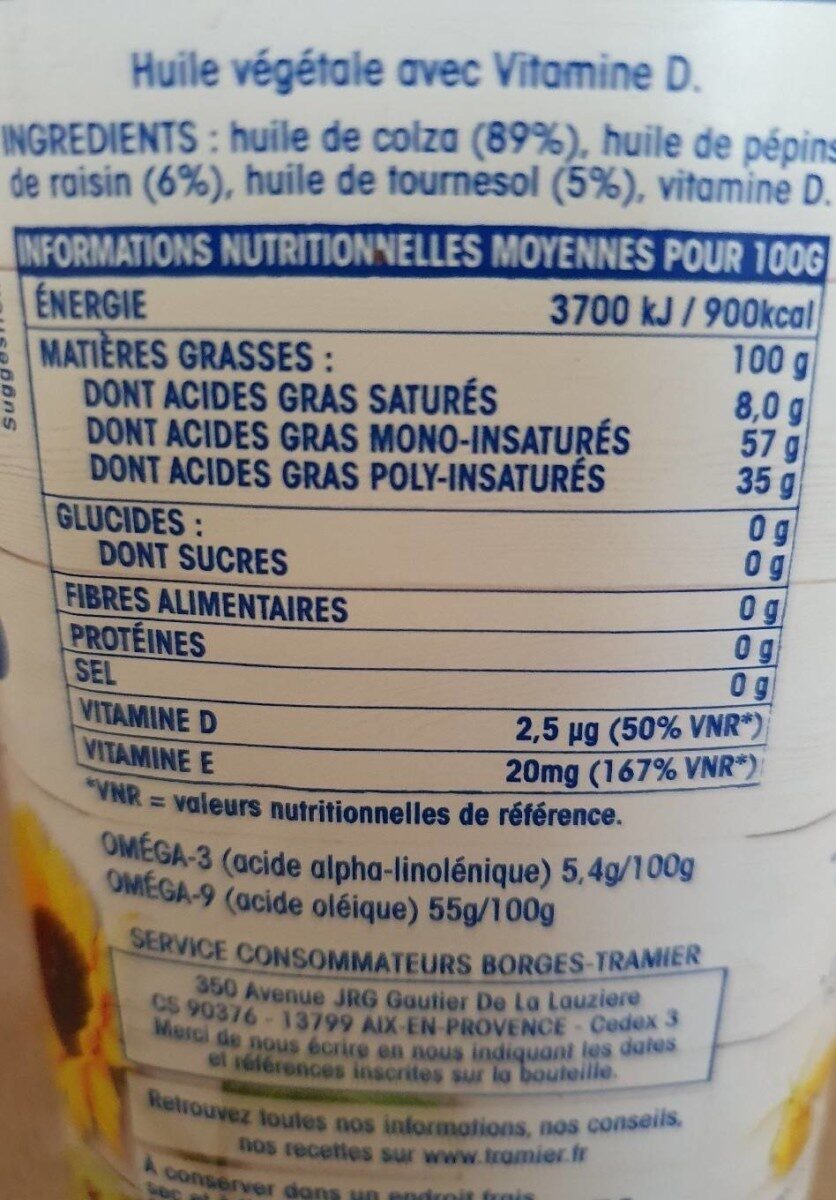 Huile végétale avec Vitamine D.
INGREDIENTS : huile de colza (89%), huile de pépins
de raisin (6%), huile de tournesol (5%), vitamine D.
INFORMATIONS NUTRITIONNELLES MOYENNES POUR 100G
ÉNERGIE 3700 kJ / 900kcal
MATIÈRES GRASSES : 100 g
DONT ACIDES GRAS SATURÉS 8,0 g
DONT ACIDES GRAS MONO-INSATURÉS 57 g
DONT ACIDES GRAS POLY-INSATURÉS 35 g
GLUCIDES : 0 g
DONT SUCRES 0 g
FIBRES ALIMENTAIRES 0 g
PROTÉINES 0 g
SEL 0 g
VITAMINE D 2,5 µg (50% VNR*)
VITAMINE E 20mg (167% VNR*)
*VNR = valeurs nutritionnelles de référence.
OMÉGA-3 (acide alpha-linolénique) 5,4g/100g
OMÉGA-9 (acide oléique) 55g/100g
SERVICE CONSOMMATEURS BORGES-TRAMIER
350 Avenue JRG Gautier De La Lauziere
CS 90376 - 13799 AIX-EN-PROVENCE - Cedex 3
Merci de nous écrire en nous indiquant les dates
et références inscrites sur la bouteille.
Retrouvez toutes nos informations, nos conseils,
nos recettes sur www.tramier.fr
A conserver dans un endroit frais
sec et